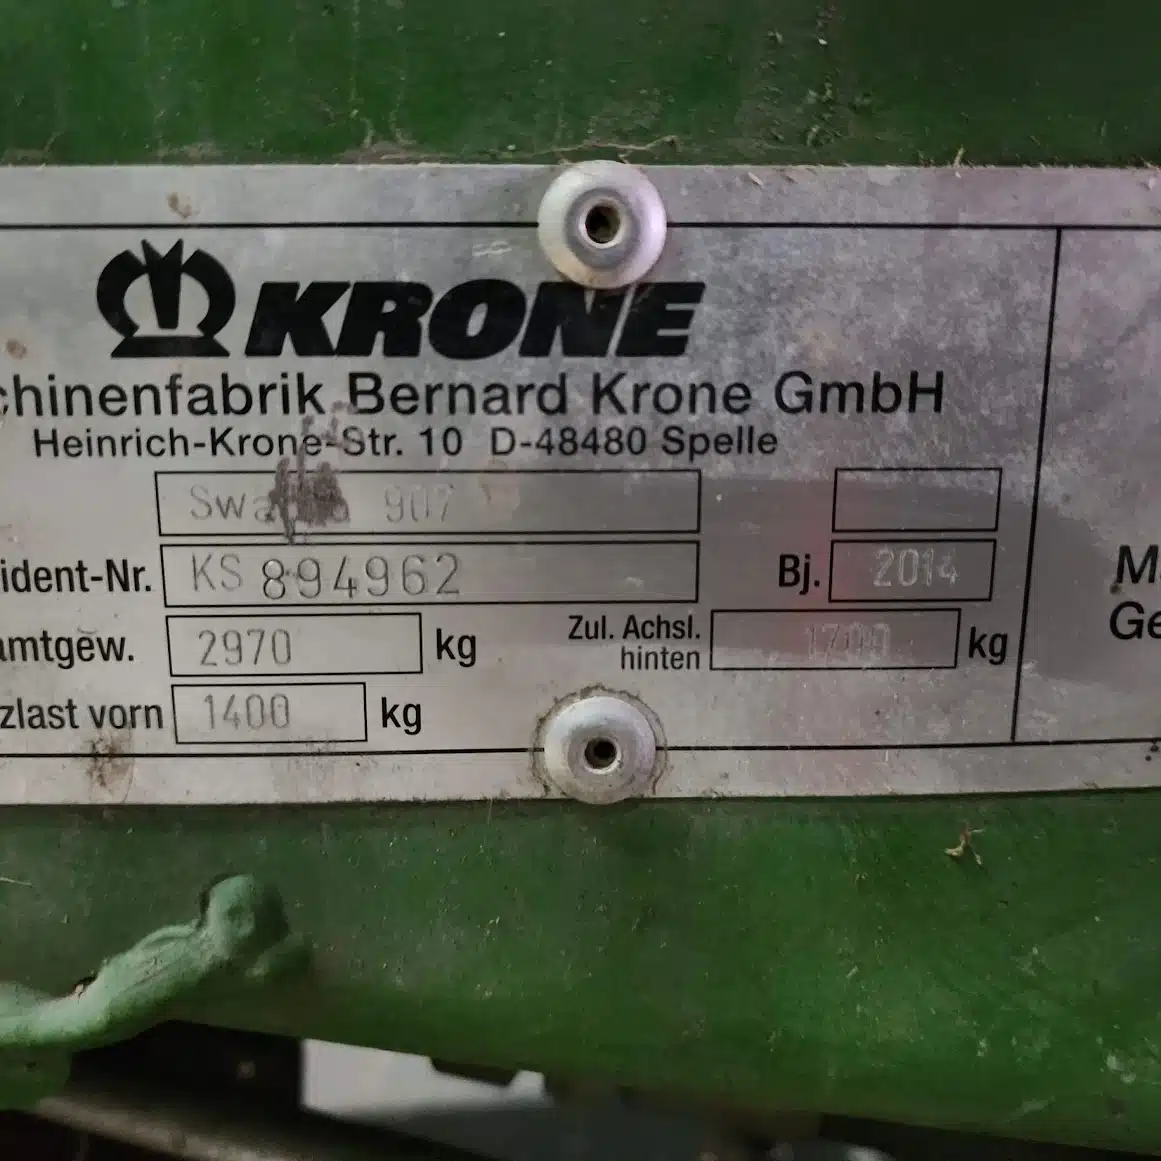 KRONE
chinenfabrik Bernard Krone GmbH
Heinrich-Krone-Str. 10 D-48480 Spelle
907
ident-Nr. KS 894962 Bj. 2014
amtgew. 2970 kg Zul. Achsl. hinten 1700 kg
zlast vorn 1400 kg
M
Ge